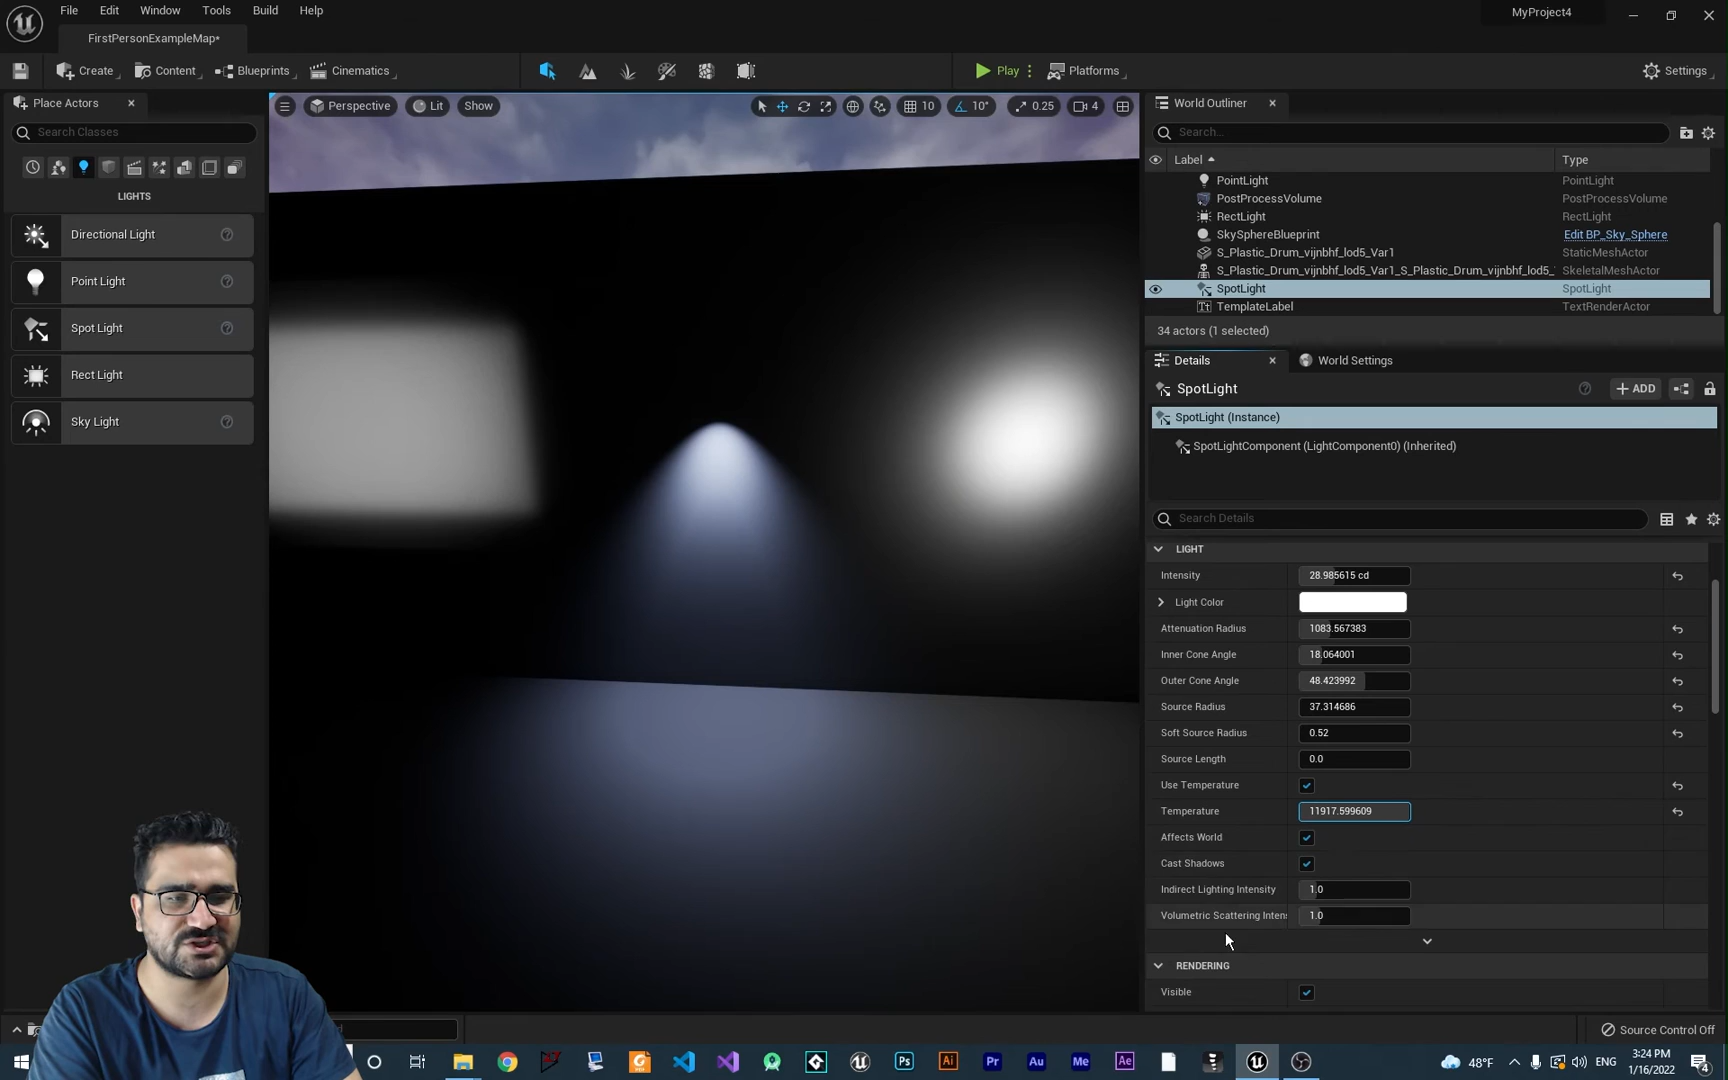 File Edit Window Tools Build Help
MyProject4
FirstPersonExampleMap*
Create Content Blueprints Cinematics
Play Platforms
Settings
Place Actors
Search Classes
LIGHTS
Directional Light
Point Light
Spot Light
Rect Light
Sky Light
Perspective Lit Show
10 10° 0.25 4
World Outliner
Search...
Label Type
PointLight PointLight
PostProcessVolume PostProcessVolume
RectLight RectLight
SkySphereBlueprint Edit BP_Sky_Sphere
S_Plastic_Drum_vijnbhf_lod5_Var1 StaticMeshActor
S_Plastic_Drum_vijnbhf_lod5_Var1_S_Plastic_Drum_vijnbhf_lod5_ SkeletalMeshActor
SpotLight SpotLight
TemplateLabel TextRenderActor
34 actors (1 selected)
Details World Settings
SpotLight
ADD
SpotLight (Instance)
SpotLightComponent (LightComponent0) (Inherited)
Search Details
LIGHT
Intensity 28.985615 cd
Light Color
Attenuation Radius 1083.567383
Inner Cone Angle 18.064001
Outer Cone Angle 48.423992
Source Radius 37.314686
Soft Source Radius 0.52
Source Length 0.0
Use Temperature
Temperature 11917.599609
Affects World
Cast Shadows
Indirect Lighting Intensity 1.0
Volumetric Scattering Intens 1.0
RENDERING
Visible
Source Control Off
Ps Ai Pr Au Me Ae
48°F ENG
3:24 PM
1/16/2022
4